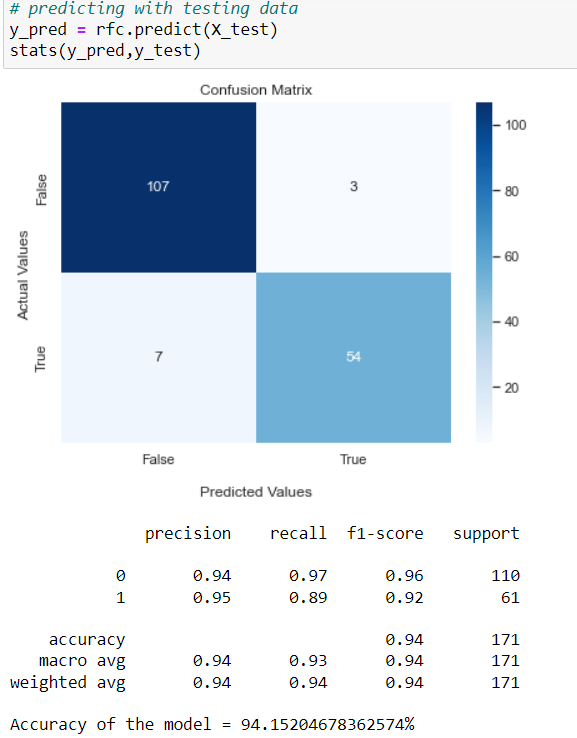 # predicting with testing data
y_pred = rfc.predict(X_test)
stats(y_pred,y_test)
Confusion Matrix
False
True
Actual Values
107 3
7 54
False True
Predicted Values
100
80
60
40
20
precision recall f1-score support
0 0.94 0.97 0.96 110
1 0.95 0.89 0.92 61
accuracy 0.94 171
macro avg 0.94 0.93 0.94 171
weighted avg 0.94 0.94 0.94 171
Accuracy of the model = 94.15204678362574%